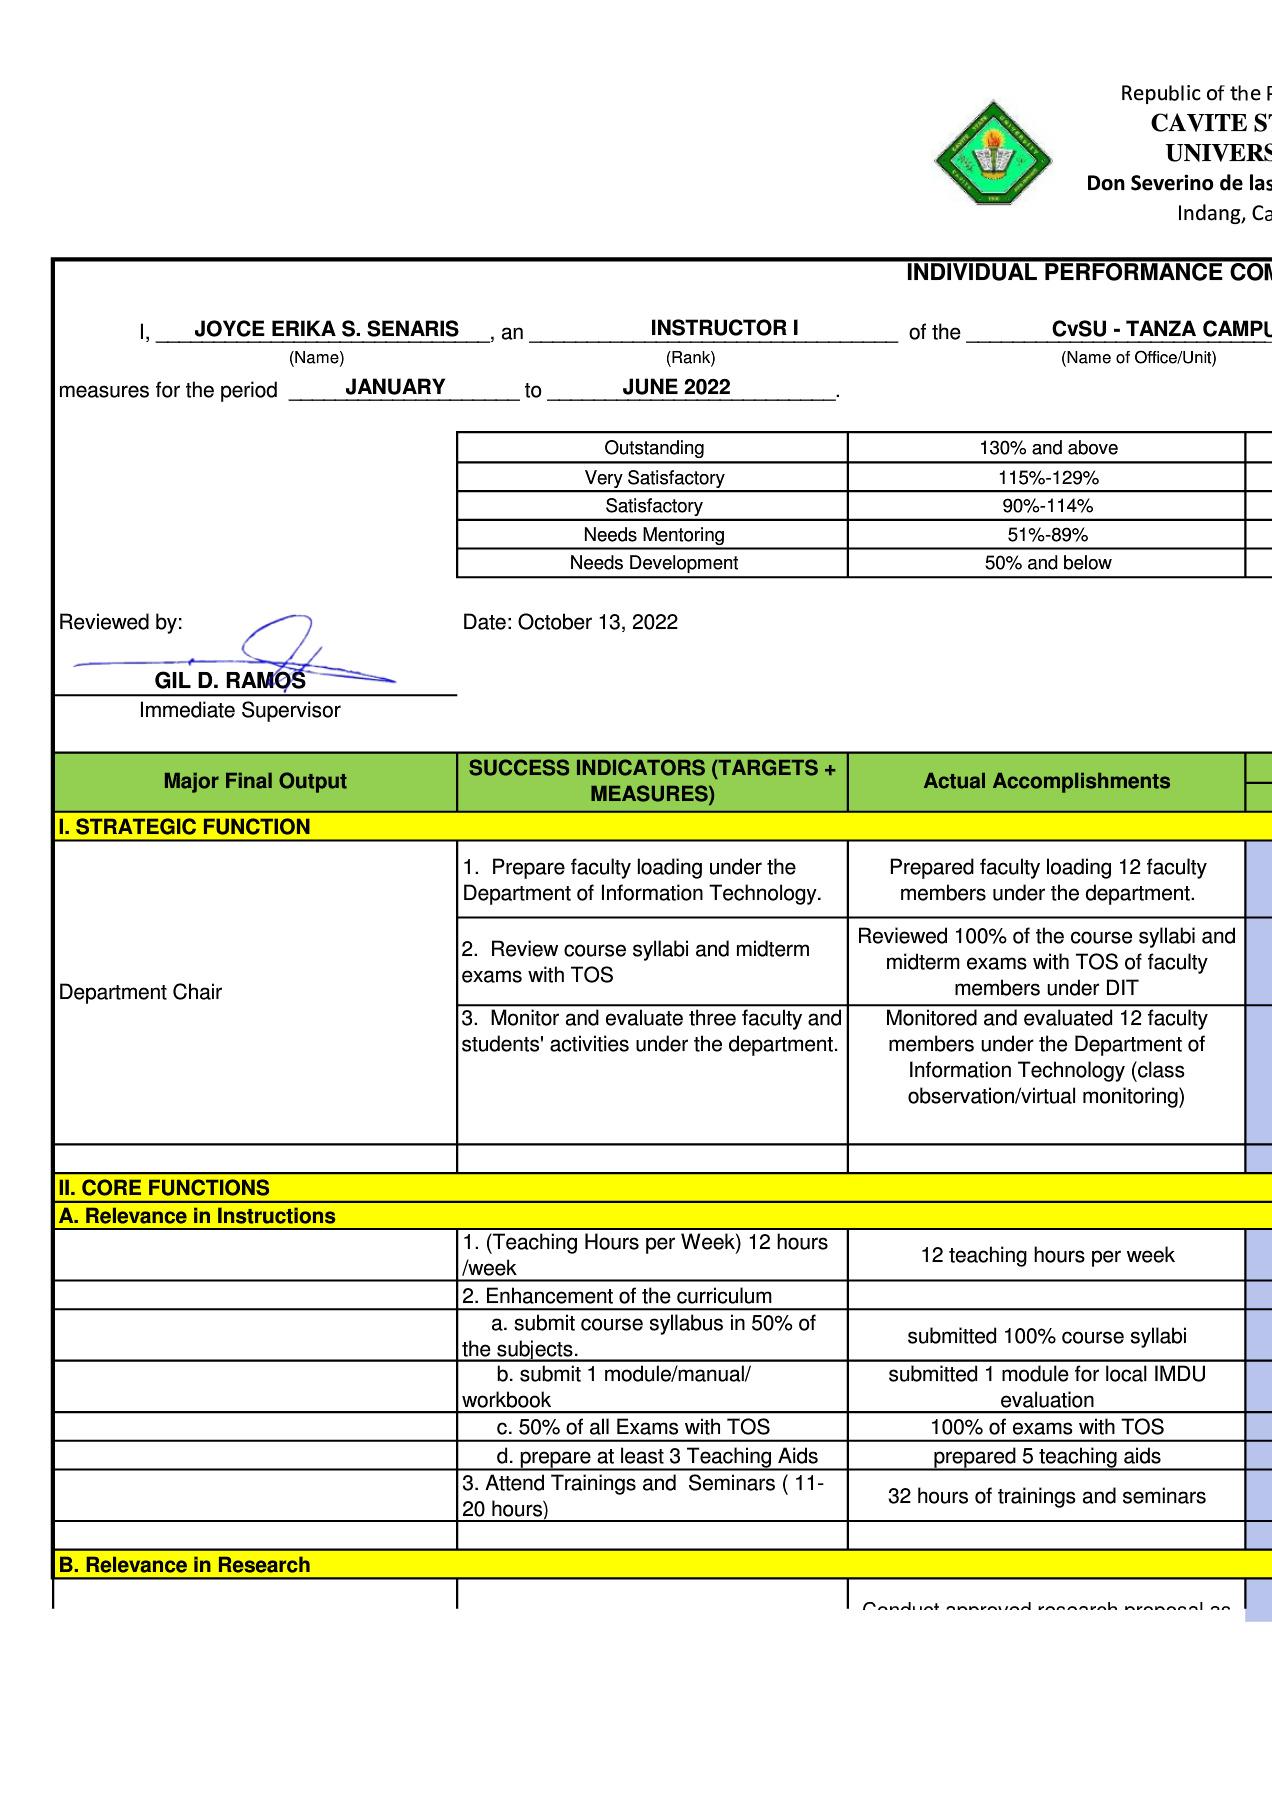 Republic of the
CAVITE
UNIVERS
Don Severino de las
Indang, Ca
INDIVIDUAL PERFORMANCE COM
I, JOYCE ERIKA S. SENARIS, an INSTRUCTOR I of the CvSU - TANZA CAMPU
(Name) (Rank) (Name of Office/Unit)
measures for the period JANUARY to JUNE 2022.
Outstanding 130% and above
Very Satisfactory 115%-129%
Satisfactory 90%-114%
Needs Mentoring 51%-89%
Needs Development 50% and below
Reviewed by: Date: October 13, 2022
GIL D. RAMOS
Immediate Supervisor
Major Final Output
SUCCESS INDICATORS (TARGETS +
MEASURES)
Actual Accomplishments
I. STRATEGIC FUNCTION
Department Chair
1. Prepare faculty loading under the
Department of Information Technology.
Prepared faculty loading 12 faculty
members under the department.
2. Review course syllabi and midterm
exams with TOS
Reviewed 100% of the course syllabi and
midterm exams with TOS of faculty
members under DIT
3. Monitor and evaluate three faculty and
students' activities under the department.
Monitored and evaluated 12 faculty
members under the Department of
Information Technology (class
observation/virtual monitoring)
II. CORE FUNCTIONS
A. Relevance in Instructions
1. (Teaching Hours per Week) 12 hours
/week
12 teaching hours per week
2. Enhancement of the curriculum
a. submit course syllabus in 50% of
the subjects.
submitted 100% course syllabi
b. submit 1 module/manual/
workbook
submitted 1 module for local IMDU
evaluation
c. 50% of all Exams with TOS
100% of exams with TOS
d. prepare at least 3 Teaching Aids
prepared 5 teaching aids
3. Attend Trainings and Seminars ( 11-
20 hours)
32 hours of trainings and seminars
B. Relevance in Research
Conduct approved research proposal as